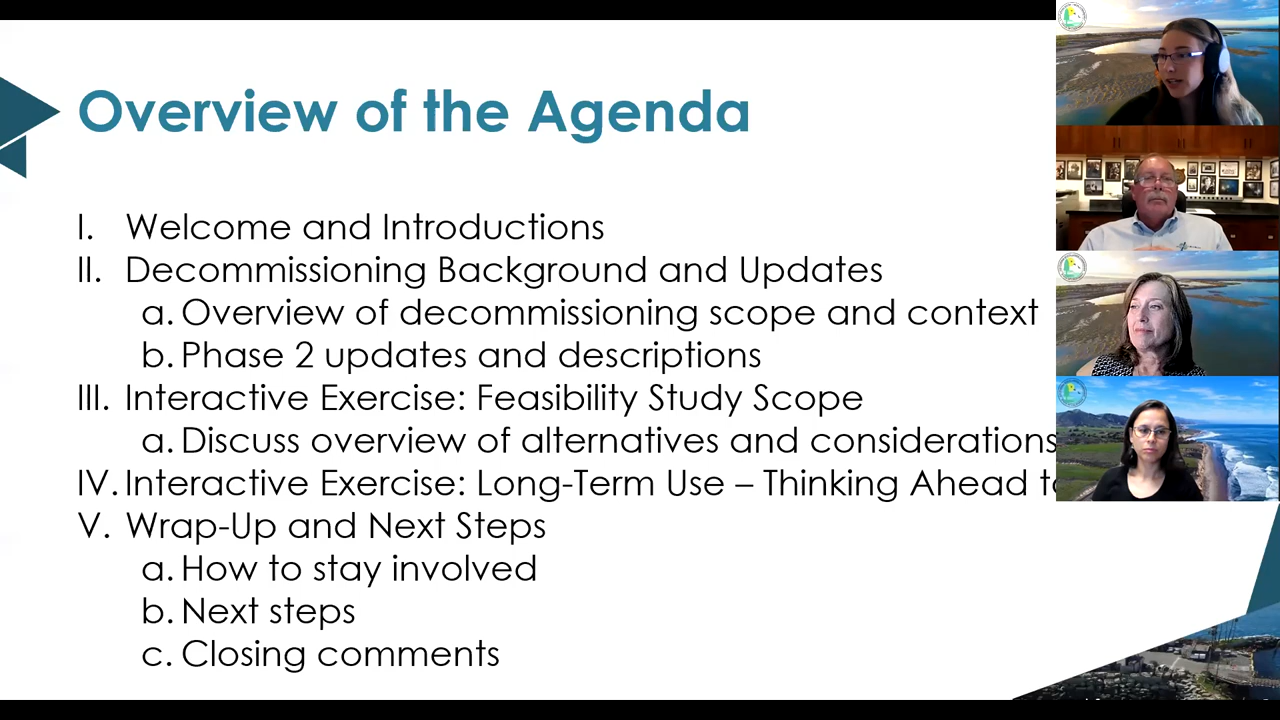 Overview of the Agenda
I. Welcome and Introductions
II. Decommissioning Background and Updates
a. Overview of decommissioning scope and context
b. Phase 2 updates and descriptions
III. Interactive Exercise: Feasibility Study Scope
a. Discuss overview of alternatives and considerations
IV. Interactive Exercise: Long-Term Use – Thinking Ahead
V. Wrap-Up and Next Steps
a. How to stay involved
b. Next steps
c. Closing comments